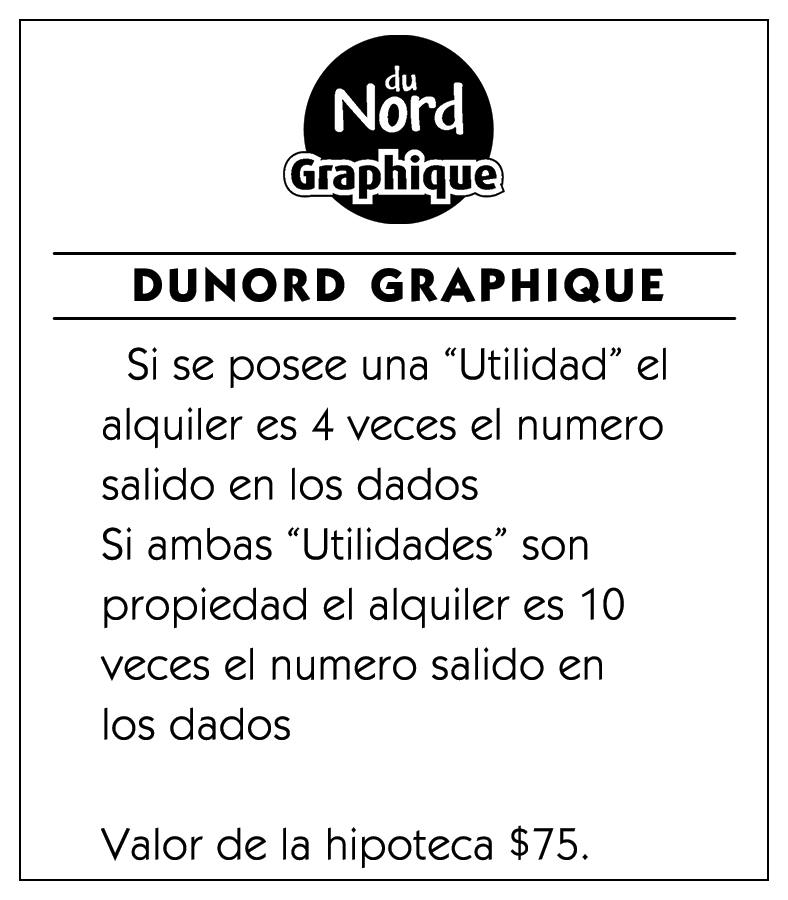 du
Nord
Graphique
DUNORD GRAPHIQUE
Si se posee una “Utilidad” el
alquiler es 4 veces el numero
salido en los dados
Si ambas “Utilidades” son
propiedad el alquiler es 10
veces el numero salido en
los dados
Valor de la hipoteca $75.